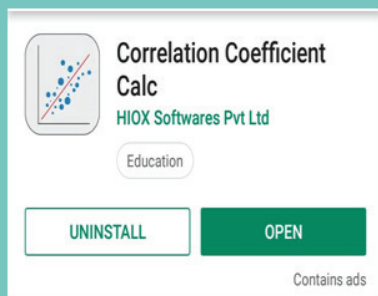 Correlation Coefficient
Calc
HIOX Softwares Pvt Ltd
Education
UNINSTALL
OPEN
Contains ads